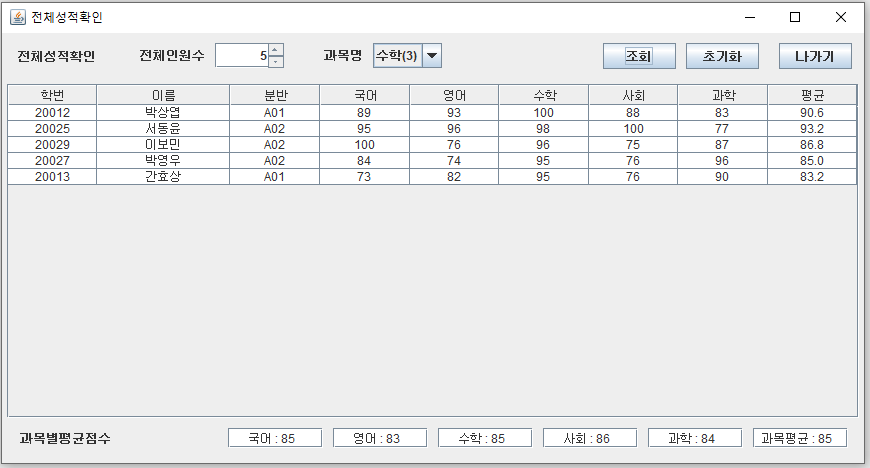 전체성적확인
전체성적확인 전체인원수 5 과목명 수학(3) 조회 초기화 나가기
학번 이름 분반 국어 영어 수학 사회 과학 평균
20012 박상엽 A01 89 93 100 88 83 90.6
20025 서동윤 A02 95 96 98 100 77 93.2
20029 이보민 A02 100 76 96 75 87 86.8
20027 박영우 A02 84 74 95 76 96 85.0
20013 간효상 A01 73 82 95 76 90 83.2
과목별평균점수 국어 : 85 영어 : 83 수학 : 85 사회 : 86 과학 : 84 과목평균 : 85